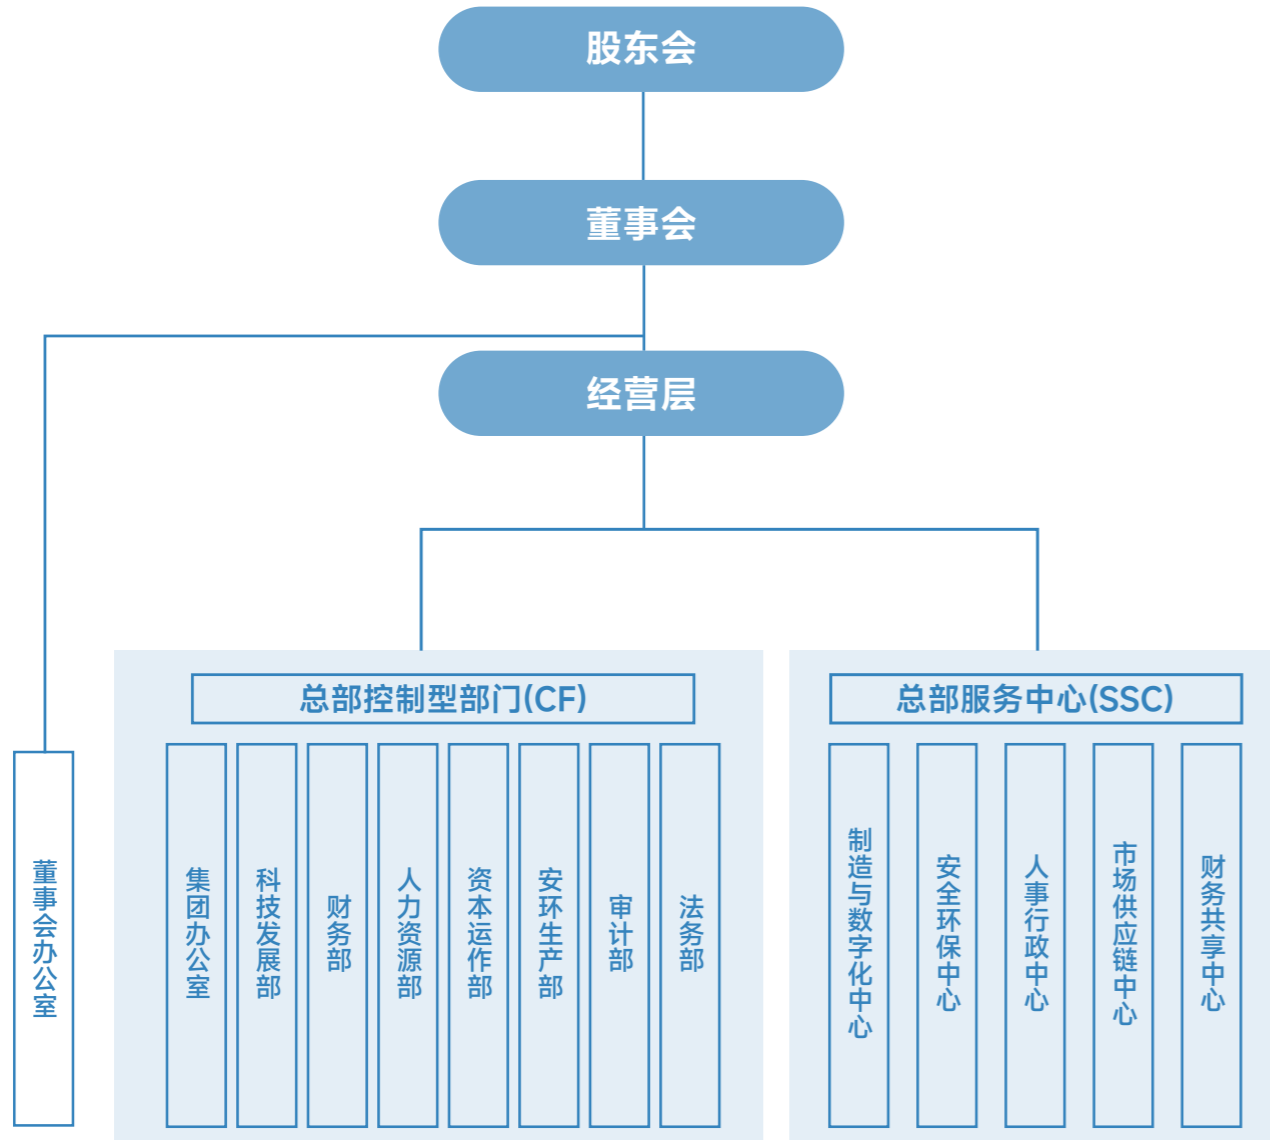 股东会
董事会
经营层
总部控制型部门(CF)
总部服务中心(SSC)
董事会办公室
集团办公室
科技发展部
财务部
人力资源部
资本运作部
安环生产部
审计部
法务部
制造与数字化中心
安全环保中心
人事行政中心
市场供应链中心
财务共享中心